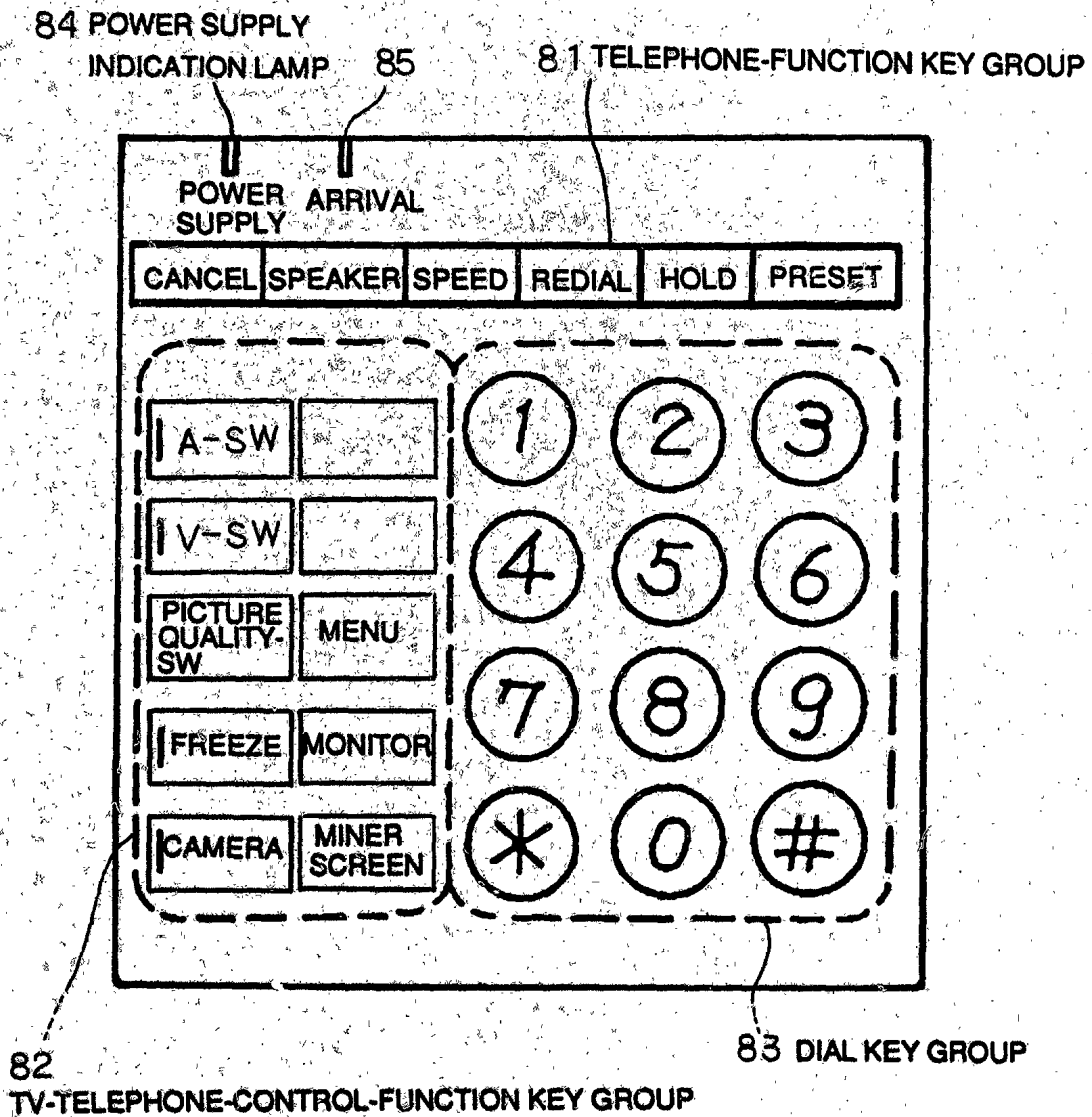 84 POWER SUPPLY
INDICATION LAMP
85
81 TELEPHONE-FUNCTION KEY GROUP
POWER
SUPPLY
ARRIVAL
CANCEL SPEAKER SPEED REDIAL HOLD PRESET
A-SW
1 2 3
V-SW
4 5 6
PICTURE
QUALITY-
SW
MENU
7 8 9
FREEZE MONITOR
CAMERA
MINER
SCREEN
* 0 #
82
TV-TELEPHONE-CONTROL-FUNCTION KEY GROUP
83 DIAL KEY GROUP